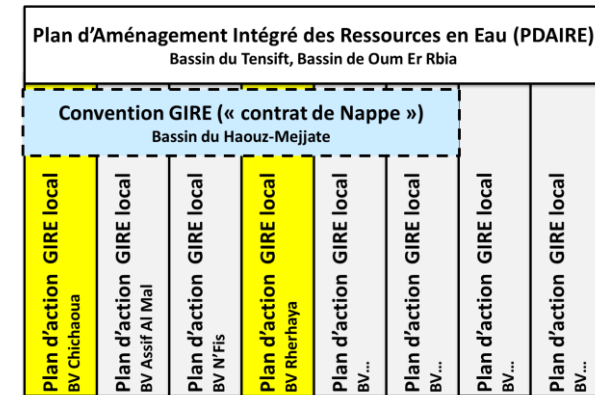 Plan d'Aménagement Intégré des Ressources en Eau (PDAIRE)
Bassin du Tensift, Bassin de Oum Er Rbia
Convention GIRE (« contrat de Nappe »)
Bassin du Haouz-Mejjate
Plan d'action GIRE local
BV Chichaoua
Plan d'action GIRE local
BV Assif Al Mal
Plan d'action GIRE local
BV N'Fis
Plan d'action GIRE local
BV Rherhaya
Plan d'action GIRE local
BV...
Plan d'action GIRE local
BV...
Plan d'action GIRE local
BV...
Plan d'action GIRE local
BV...